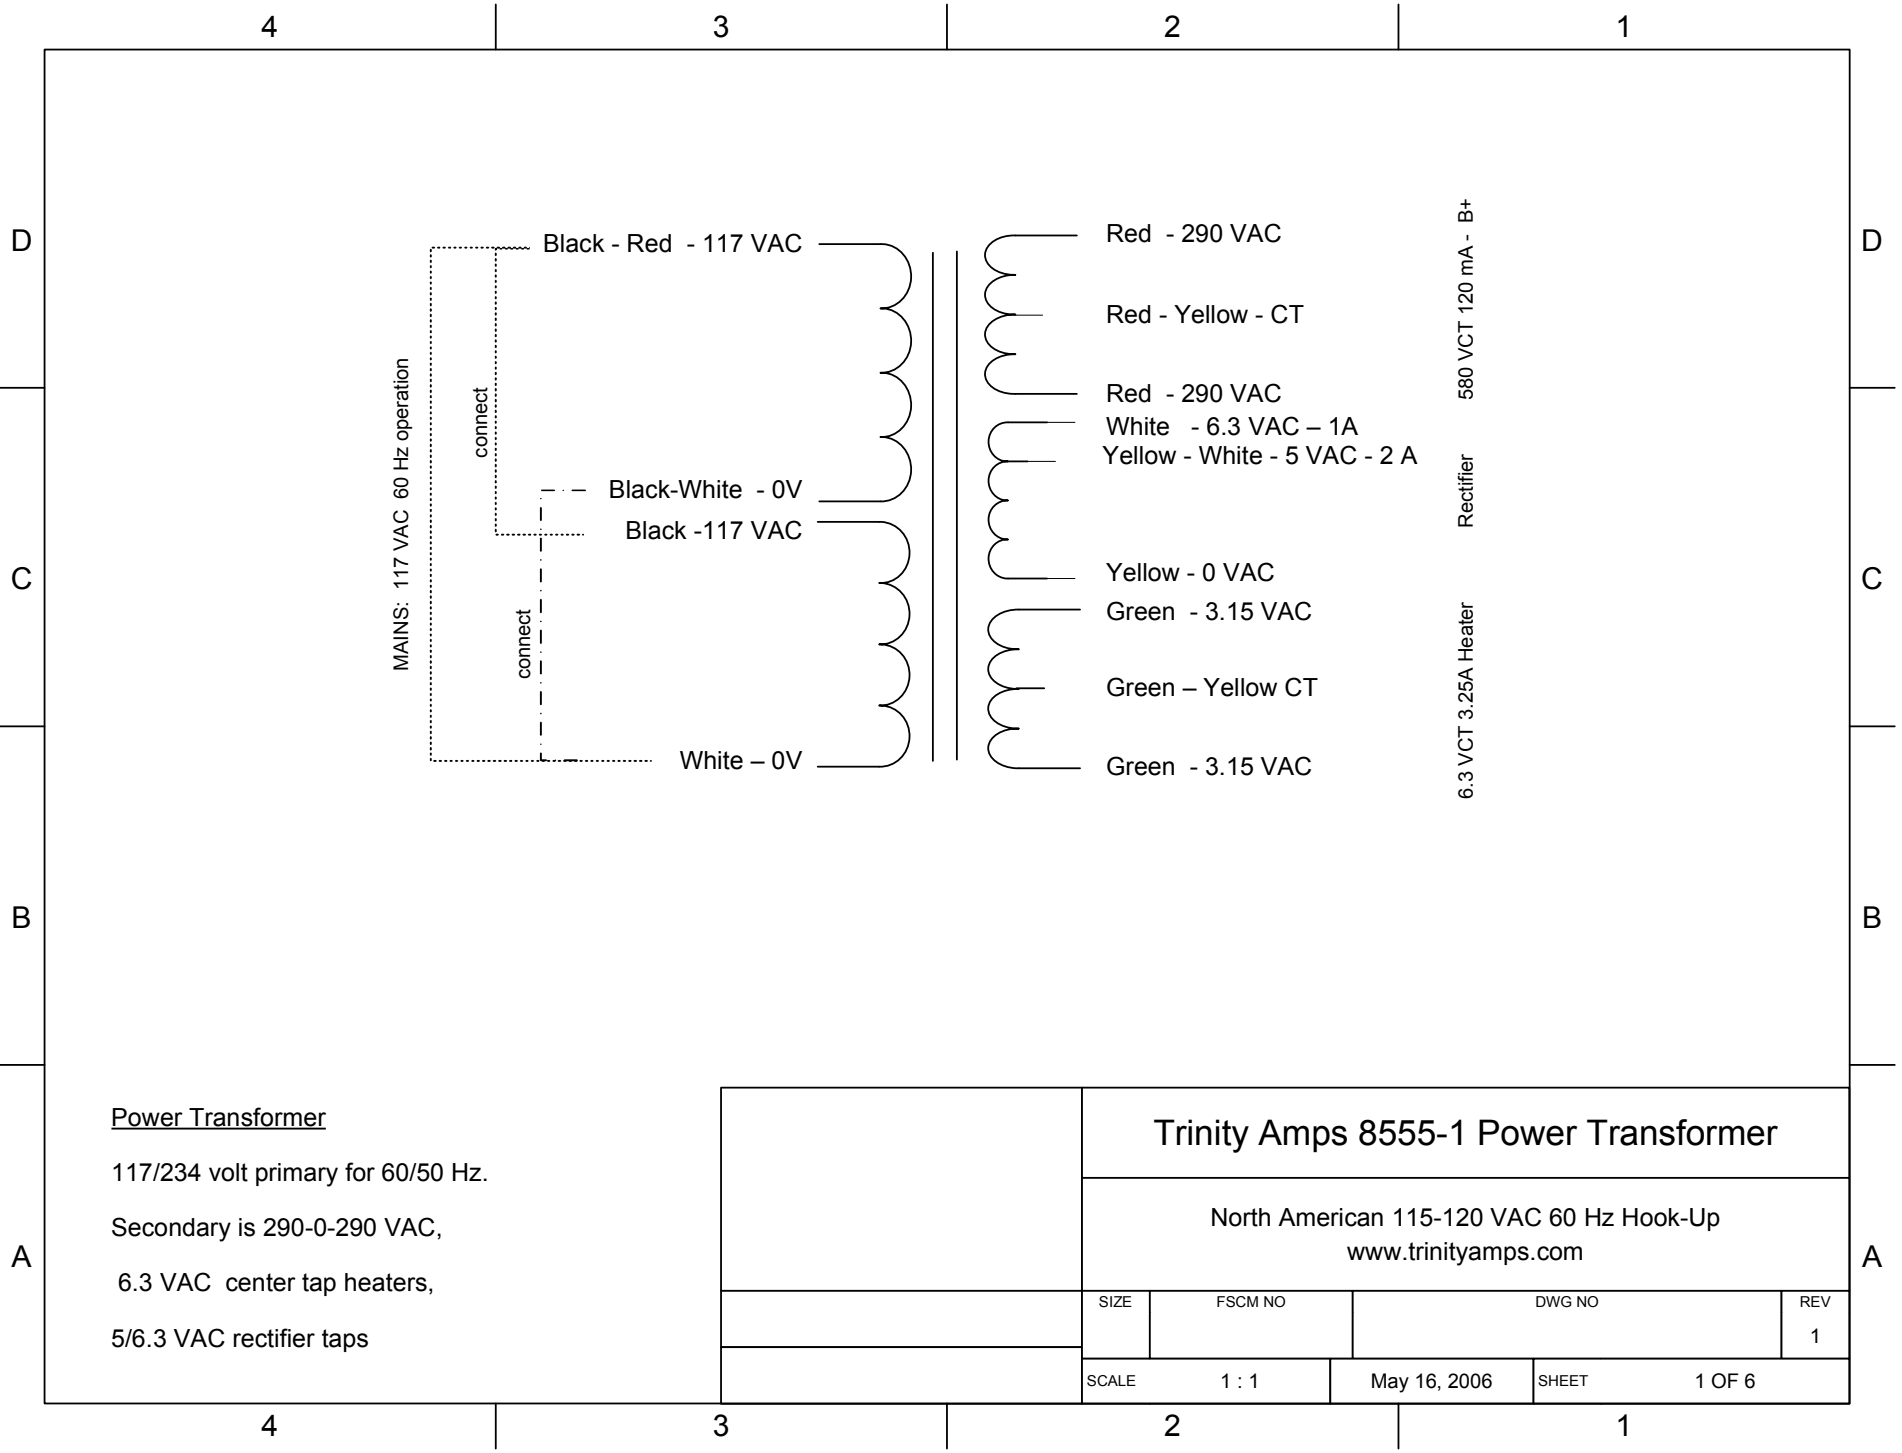 4 3 2 1
D D
Black - Red - 117 VAC
Red - 290 VAC
Red - Yellow - CT
Red - 290 VAC
580 VCT 120 mA - B+
MAINS: 117 VAC 60 Hz operation
connect
White - 6.3 VAC – 1A
Yellow - White - 5 VAC - 2 A
Rectifier
Black-White - 0V
Black -117 VAC
C C
Yellow - 0 VAC
Green - 3.15 VAC
connect
Green – Yellow CT
6.3 VCT 3.25A Heater
White – 0V
Green - 3.15 VAC
B B
Power Transformer
117/234 volt primary for 60/50 Hz.
Secondary is 290-0-290 VAC,
6.3 VAC center tap heaters,
5/6.3 VAC rectifier taps
Trinity Amps 8555-1 Power Transformer
North American 115-120 VAC 60 Hz Hook-Up
www.trinityamps.com
A A
SIZE FSCM NO DWG NO REV
1
SCALE 1 : 1 May 16, 2006 SHEET 1 OF 6
4 3 2 1